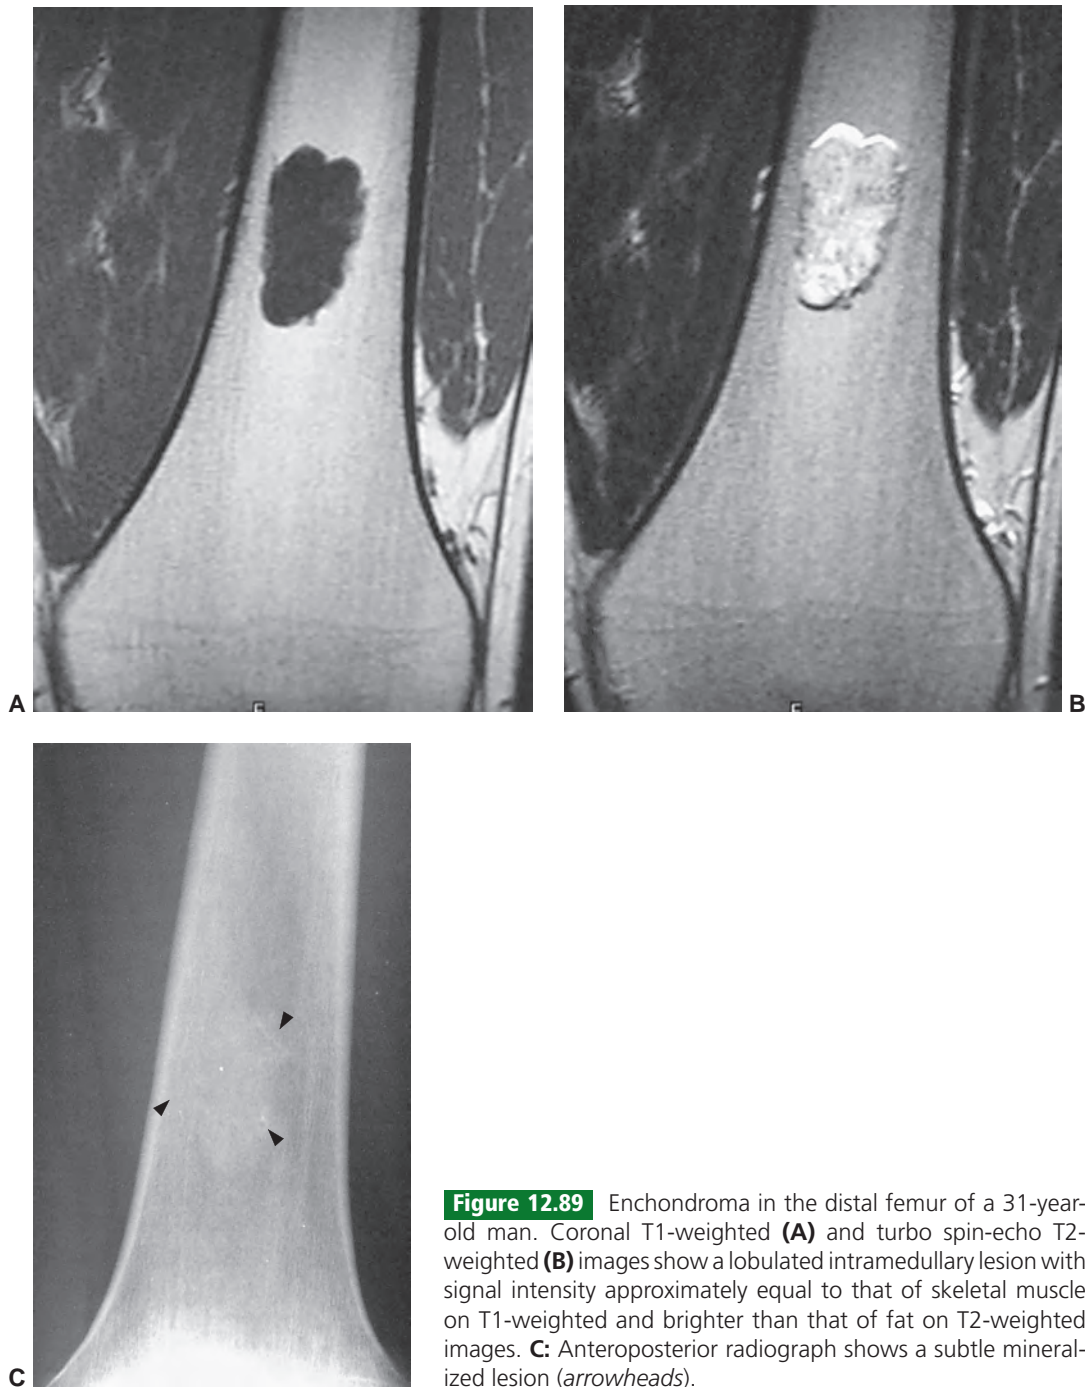 A
B
C
Figure 12.89 Enchondroma in the distal femur of a 31-year-
old man. Coronal T1-weighted (A) and turbo spin-echo T2-
weighted (B) images show a lobulated intramedullary lesion with
signal intensity approximately equal to that of skeletal muscle
on T1-weighted and brighter than that of fat on T2-weighted
images. C: Anteroposterior radiograph shows a subtle mineral-
ized lesion (arrowheads).